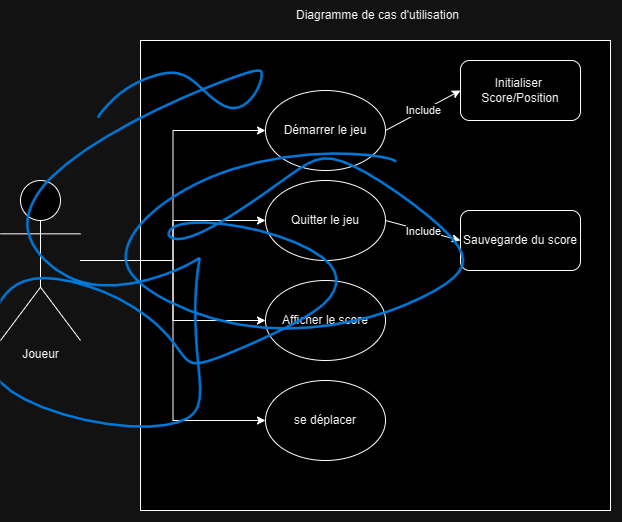 Diagramme de cas d'utilisation
Initialiser
Score/Position
Include
Démarrer le jeu
Quitter le jeu
Include
Sauvegarde du score
Afficher le score
Joueur
se déplacer